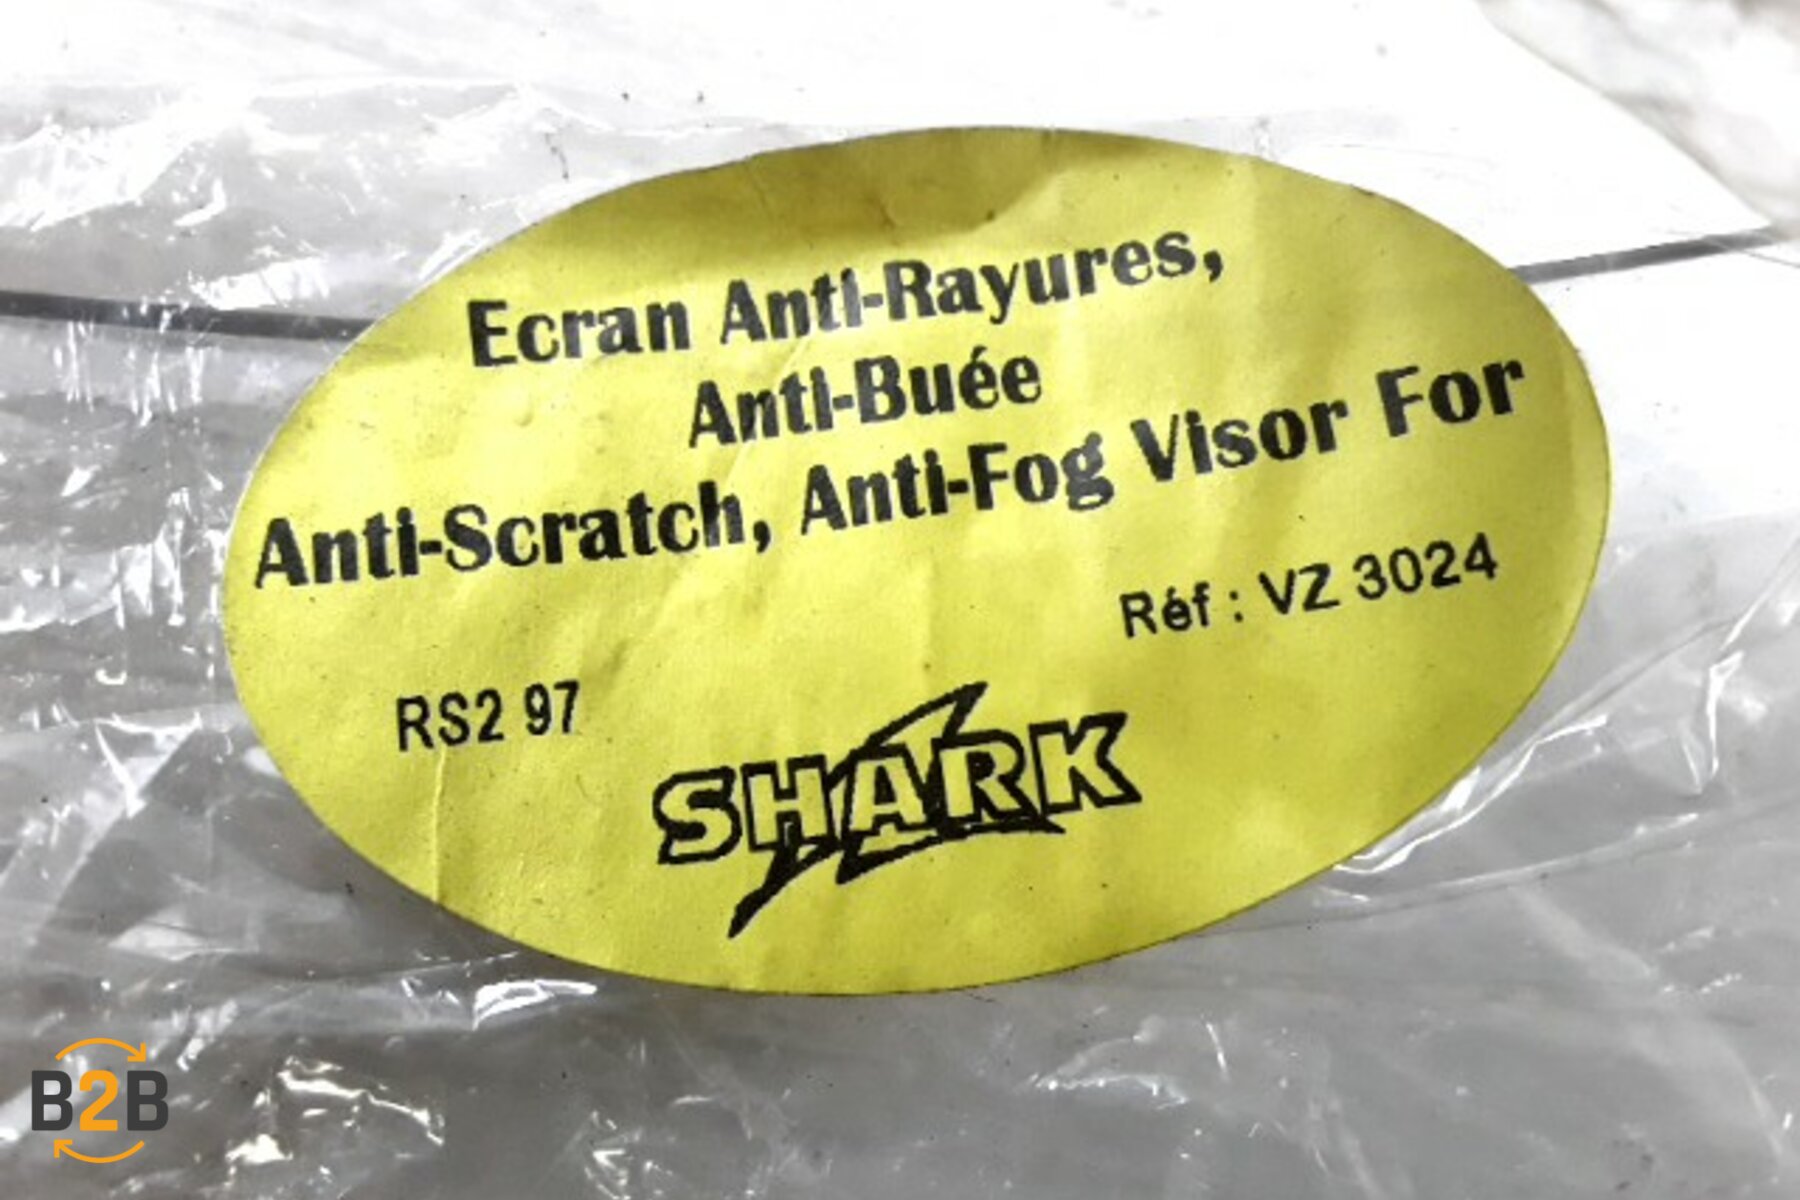 Ecran Anti-Rayures,
Anti-Buée
Anti-Scratch, Anti-Fog Visor For
Réf : VZ 3024
RS2 97
SHARK
B2B